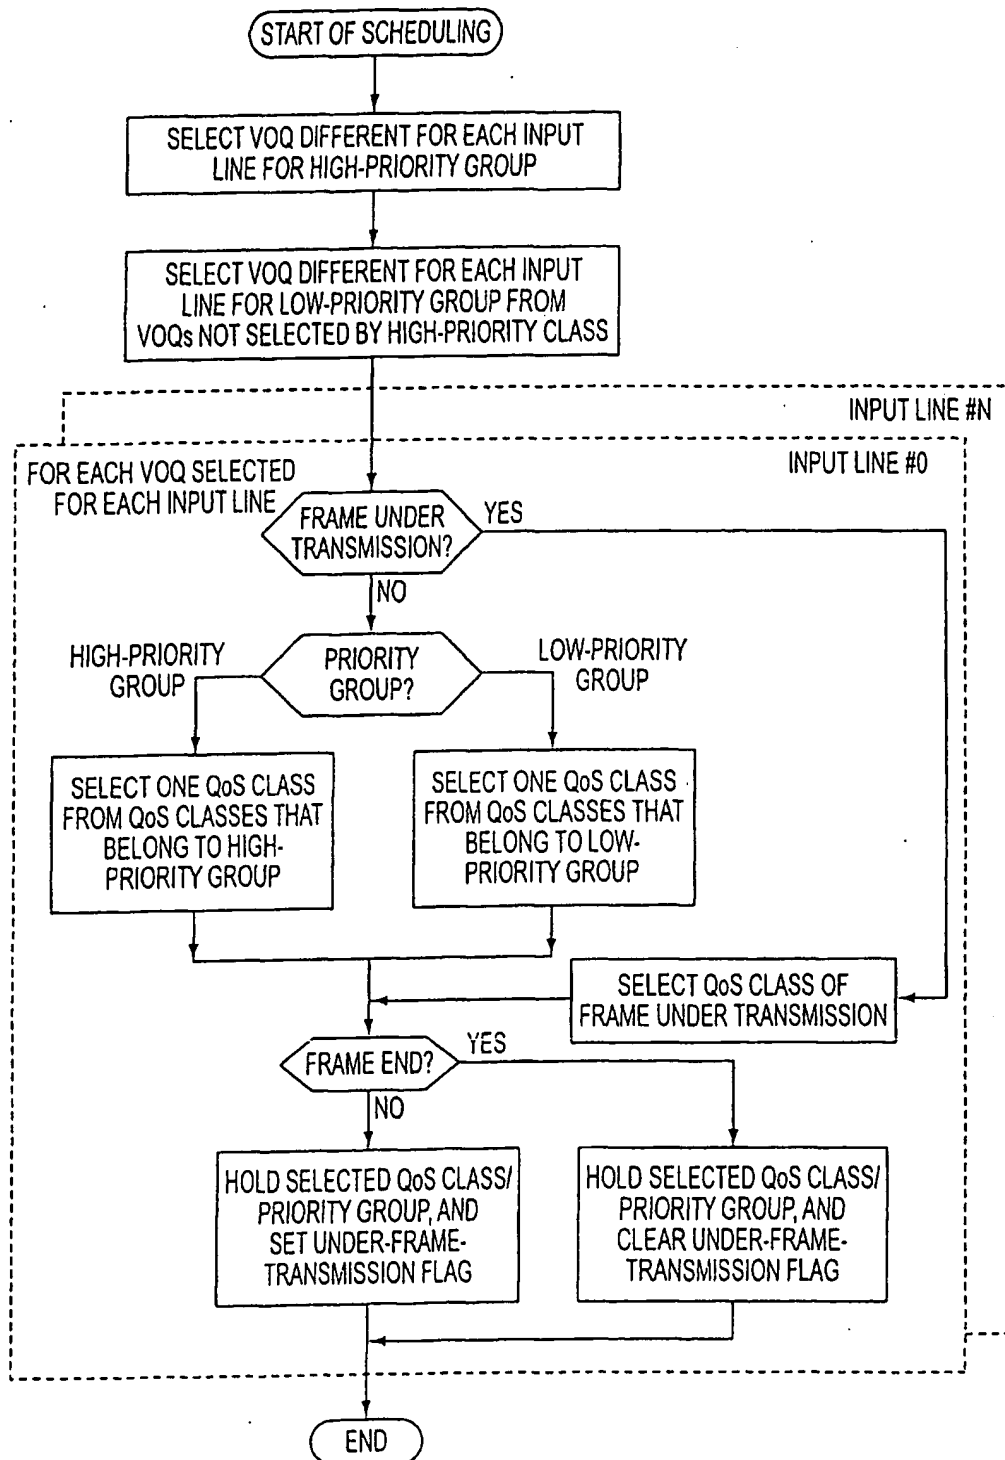 START OF SCHEDULING
SELECT VOQ DIFFERENT FOR EACH INPUT
LINE FOR HIGH-PRIORITY GROUP
SELECT VOQ DIFFERENT FOR EACH INPUT
LINE FOR LOW-PRIORITY GROUP FROM
VOQs NOT SELECTED BY HIGH-PRIORITY CLASS
INPUT LINE #N
INPUT LINE #0
FOR EACH VOQ SELECTED
FOR EACH INPUT LINE
FRAME UNDER
TRANSMISSION?
YES
NO
HIGH-PRIORITY
GROUP
PRIORITY
GROUP?
LOW-PRIORITY
GROUP
SELECT ONE QoS CLASS
FROM QoS CLASSES THAT
BELONG TO HIGH-
PRIORITY GROUP
SELECT ONE QoS CLASS
FROM QoS CLASSES THAT
BELONG TO LOW-
PRIORITY GROUP
SELECT QoS CLASS OF
FRAME UNDER TRANSMISSION
FRAME END?
YES
NO
HOLD SELECTED QoS CLASS/
PRIORITY GROUP, AND
SET UNDER-FRAME-
TRANSMISSION FLAG
HOLD SELECTED QoS CLASS/
PRIORITY GROUP, AND
CLEAR UNDER-FRAME-
TRANSMISSION FLAG
END